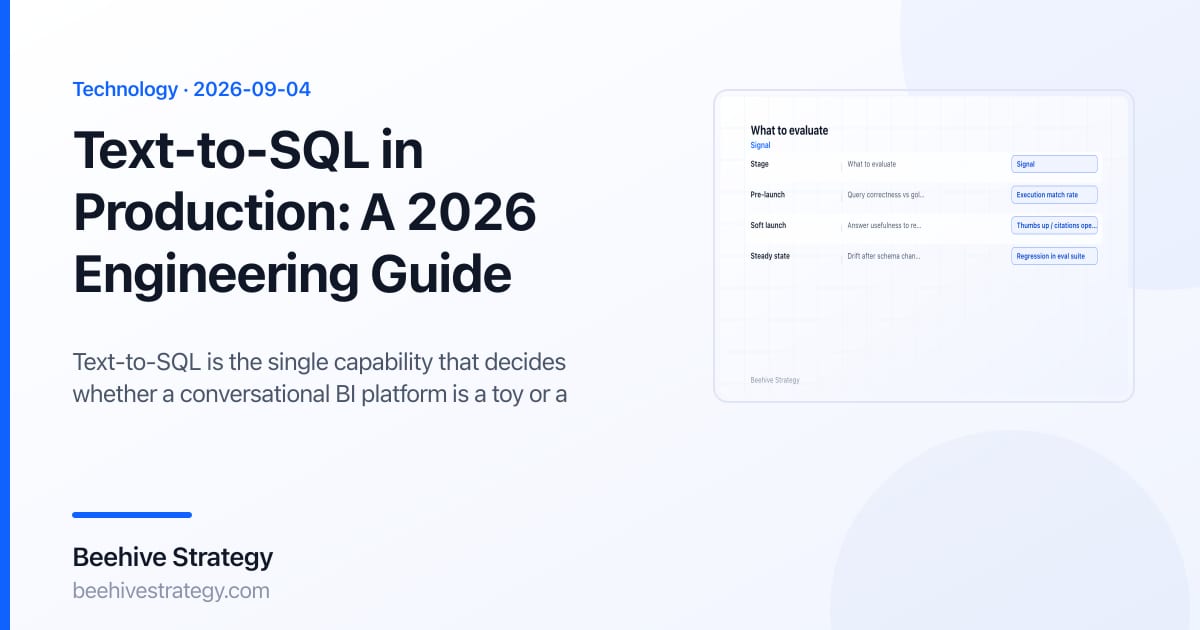 Technology · 2026-09-04
Text-to-SQL in
Production: A 2026
Engineering Guide
Text-to-SQL is the single capability that decides
whether a conversational BI platform is a toy or a
Beehive Strategy
beehivestrategy.com
What to evaluate
Signal
Stage What to evaluate Signal
Pre-launch Query correctness vs gol... Execution match rate
Soft launch Answer usefulness to re... Thumbs up / citations ope...
Steady state Drift after schema chan... Regression in eval suite
Beehive Strategy